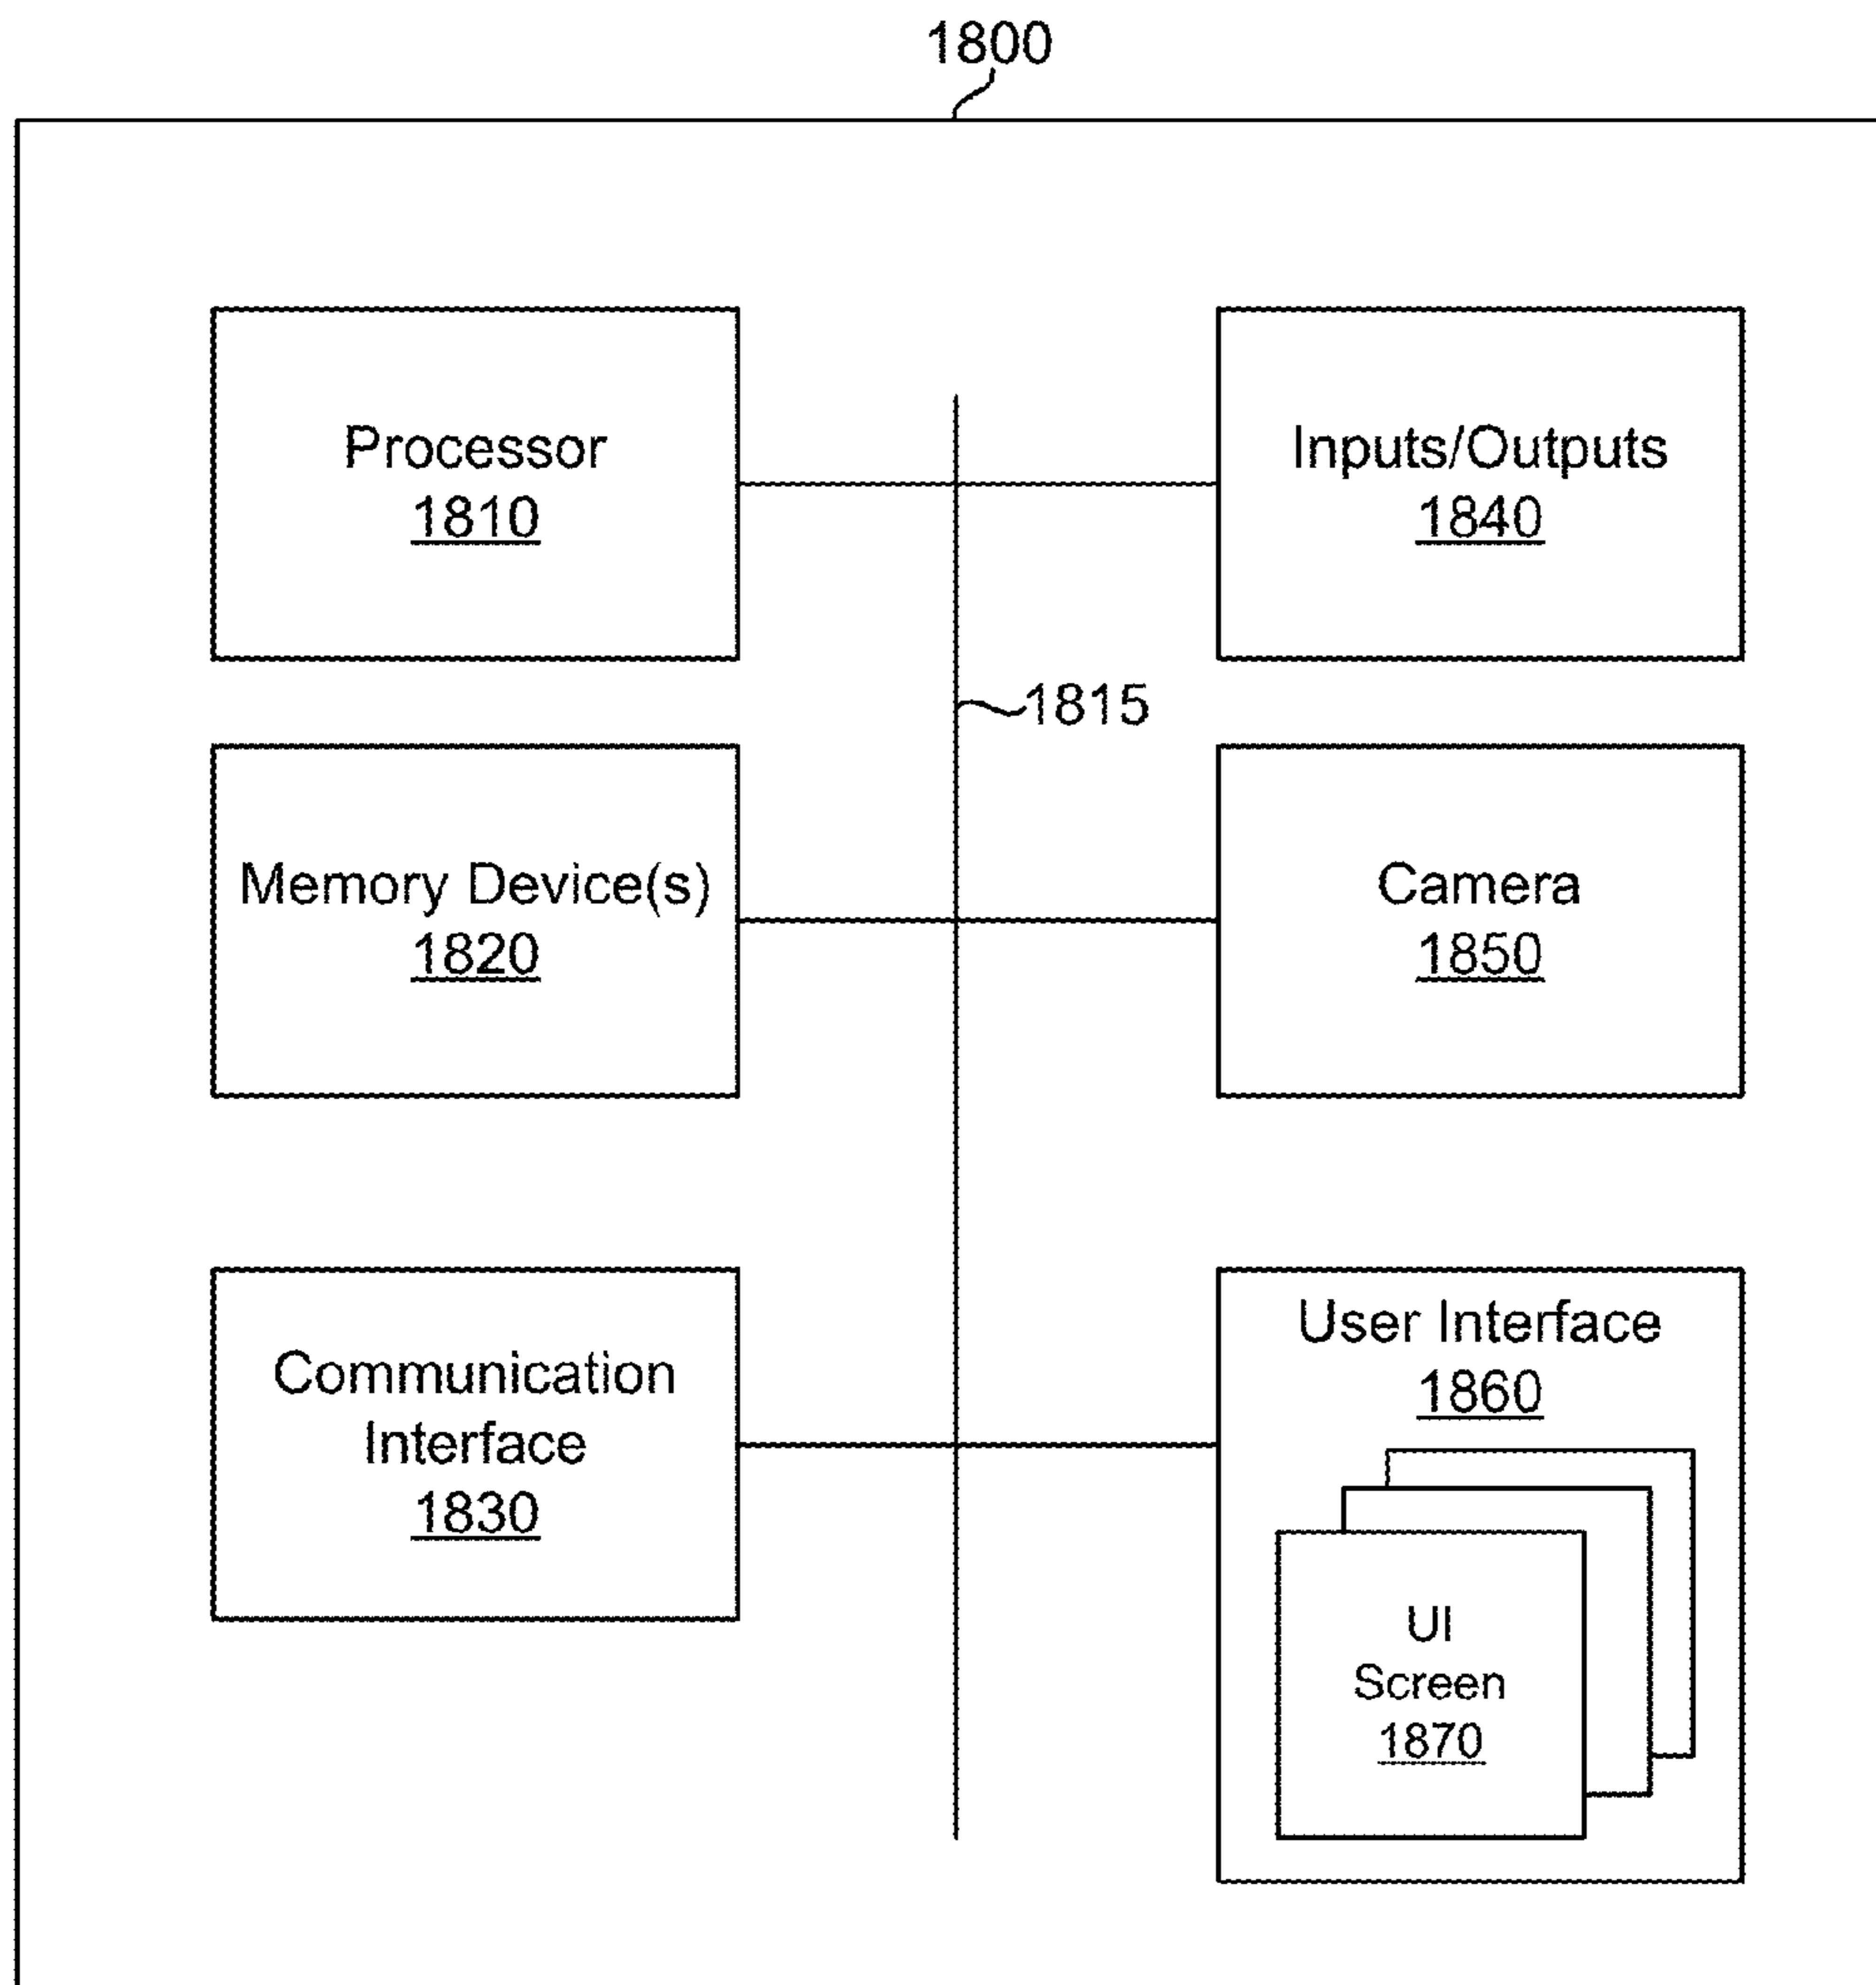 1800
Processor
1810
Inputs/Outputs
1840
1815
Memory Device(s)
1820
Camera
1850
Communication
Interface
1830
User Interface
1860
UI
Screen
1870